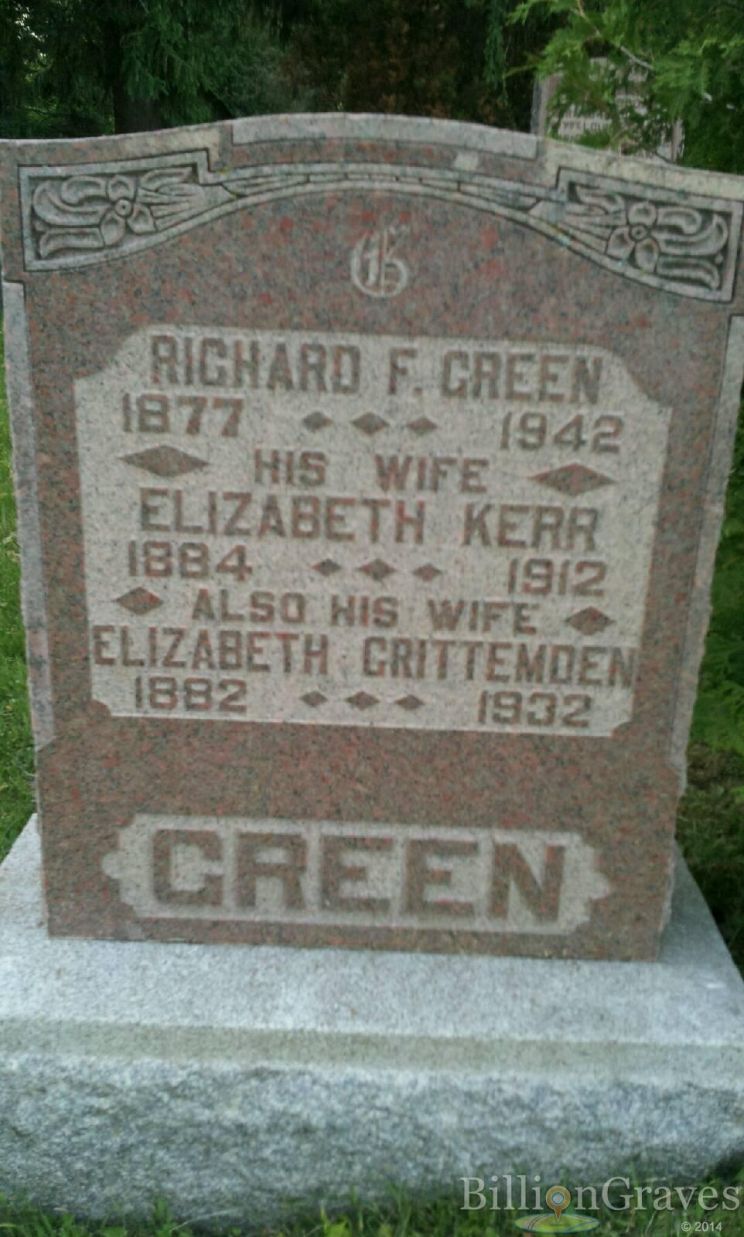 G
RICHARD F. GREEN
1877 1942
HIS WIFE
ELIZABETH KERR
1884 1912
ALSO HIS WIFE
ELIZABETH CRITTEMDEN
1882 1932
GREEN
BillionGraves
© 2014